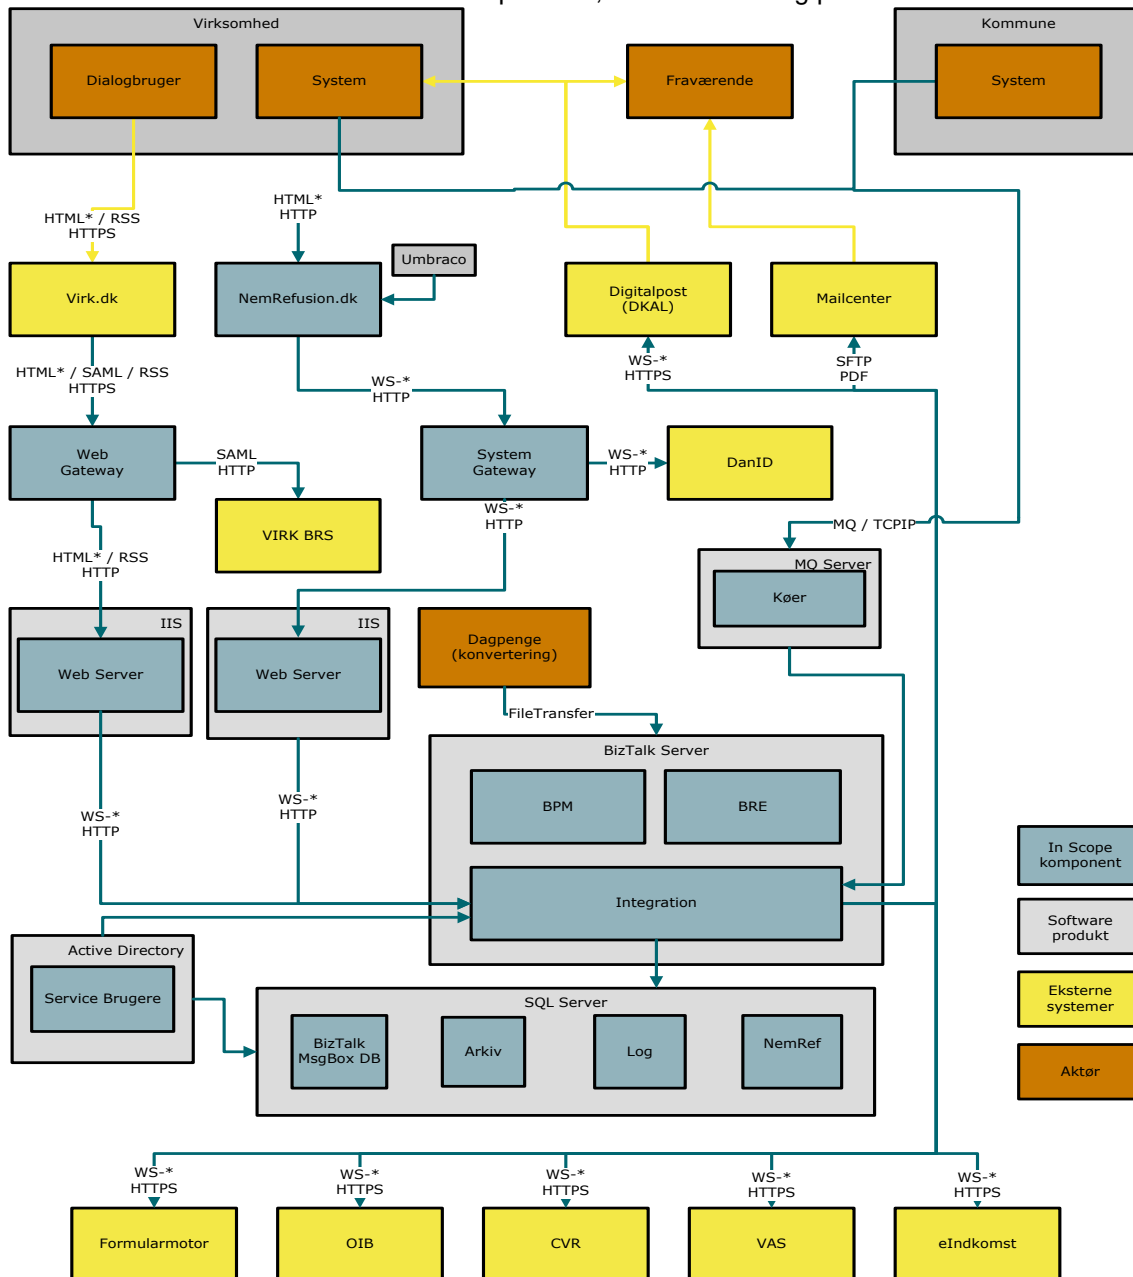 Virksomhed
Kommune
Dialogbruger
System
Fraværende
System
HTML* / RSS
HTTPS
HTML*
HTTP
Umbraco
Virk.dk
NemRefusion.dk
Digitalpost
(DKAL)
Mailcenter
HTML* / SAML / RSS
HTTPS
WS-*
HTTP
WS-*
HTTPS
SFTP
PDF
Web
Gateway
SAML
HTTP
System
Gateway
WS-*
HTTP
DanID
WS-*
HTTP
VIRK BRS
MQ / TCPIP
HTML* / RSS
HTTP
MQ Server
Køer
IIS
Web Server
IIS
Web Server
Dagpenge
(konvertering)
FileTransfer
BizTalk Server
BPM
BRE
WS-*
HTTP
WS-*
HTTP
Integration
In Scope
komponent
Software
produkt
Active Directory
Service Brugere
SQL Server
BizTalk
MsgBox DB
Arkiv
Log
NemRef
Eksterne
systemer
Aktør
WS-*
HTTPS
WS-*
HTTPS
WS-*
HTTPS
WS-*
HTTPS
WS-*
HTTPS
Formularmotor
OIB
CVR
VAS
eIndkomst